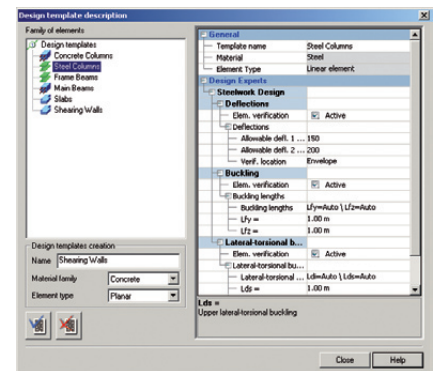 Design template description
Family of elements
Design templates
Concrete Columns
Steel Columns
Frame Beams
Main Beams
Slabs
Shearing Walls
Design templates creation
Name Shearing Walls
Material family Concrete
Element type Planar
General
Template name Steel Columns
Material Steel
Element Type Linear element
Design Experts
Steelwork Design
Deflections
Elem. verification Active
Deflections
Allowable defl. 1 ... 150
Allowable defl. 2 ... 200
Verif. location Envelope
Buckling
Elem. verification Active
Buckling lengths
Buckling lengths Lfy=Auto \ Lfz=Auto
Lfy = 1.00 m
Lfz = 1.00 m
Lateral-torsional b...
Elem. verification Active
Lateral-torsional bu...
Lateral-torsional ... Ldi=Auto \ Lds=Auto
Lds = 1.00 m
Lds =
Upper lateral-torsional buckling
Close Help